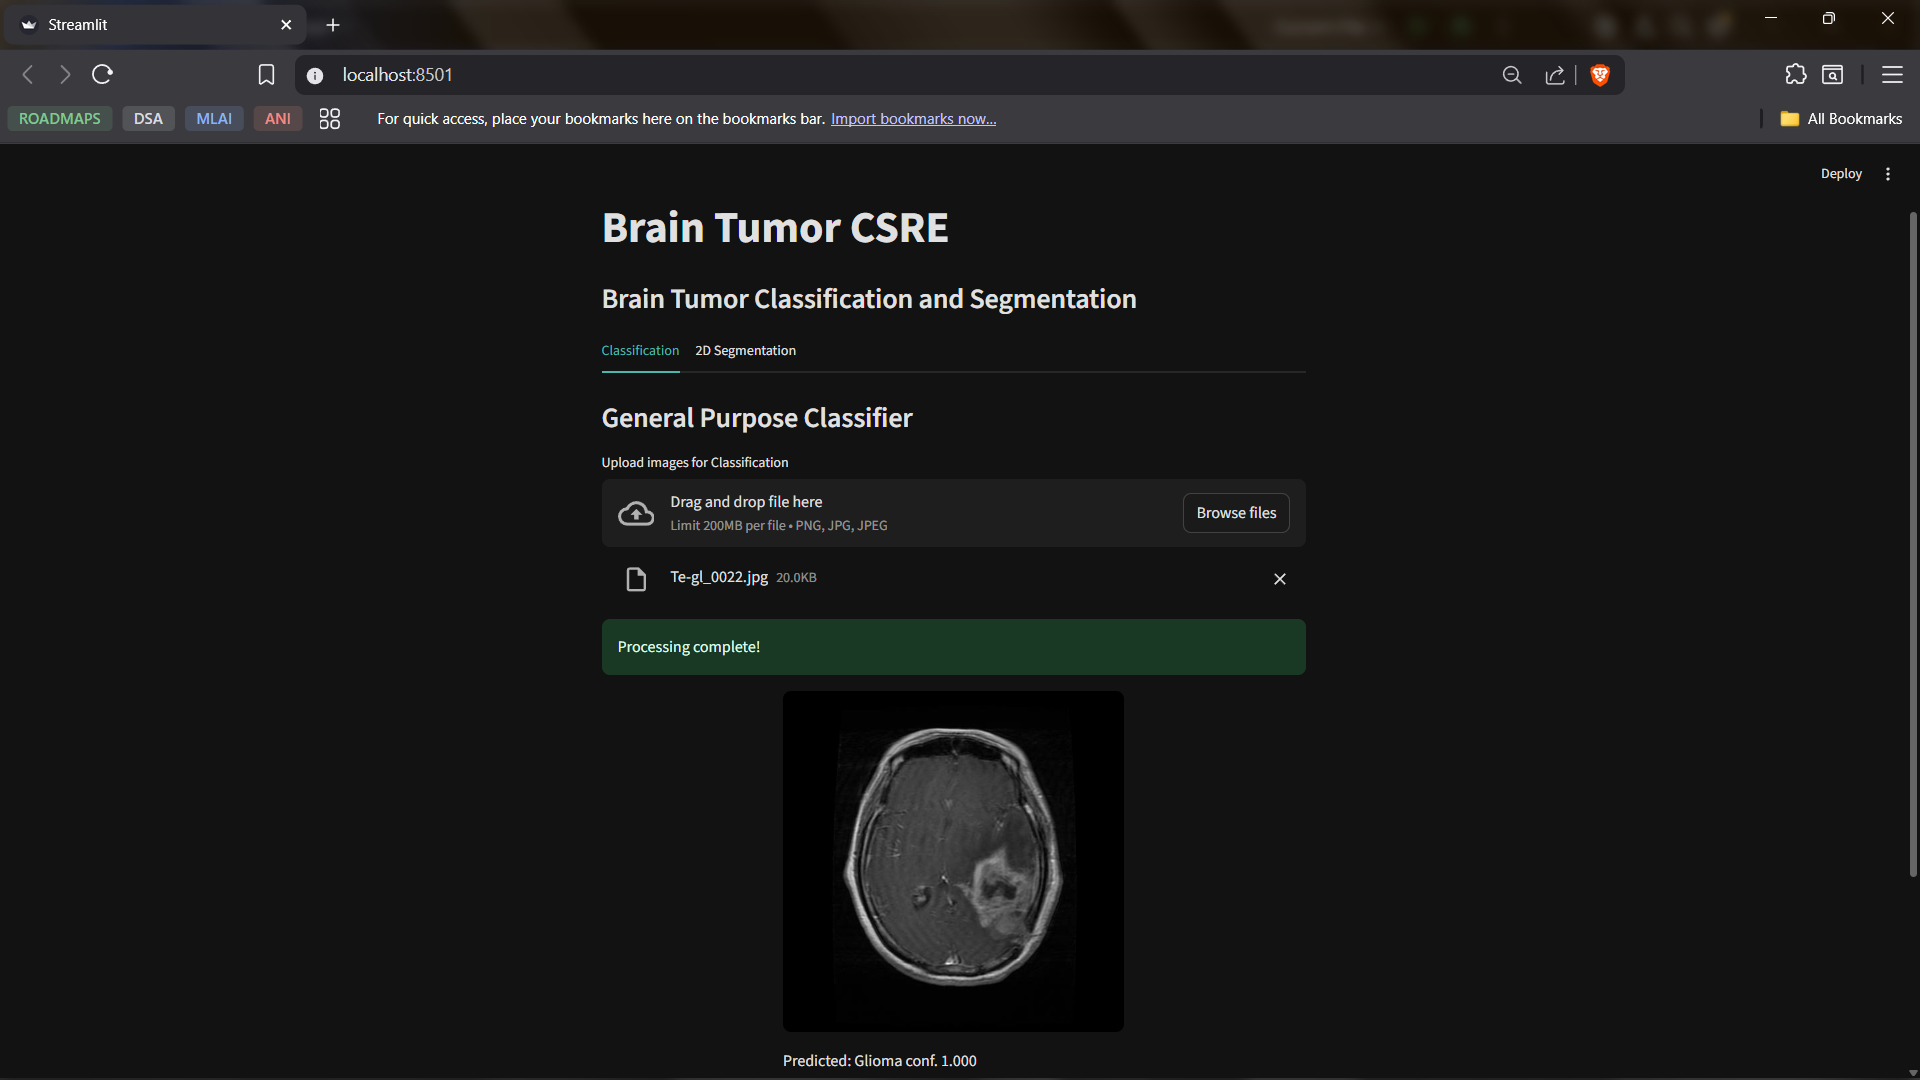 Streamlit
localhost:8501
ROADMAPS DSA MLAI ANI For quick access, place your bookmarks here on the bookmarks bar. Import bookmarks now... All Bookmarks
Deploy
Brain Tumor CSRE
Brain Tumor Classification and Segmentation
Classification 2D Segmentation
General Purpose Classifier
Upload images for Classification
Drag and drop file here
Limit 200MB per file • PNG, JPG, JPEG
Browse files
Te-gl_0022.jpg 20.0KB
Processing complete!
Predicted: Glioma conf. 1.000